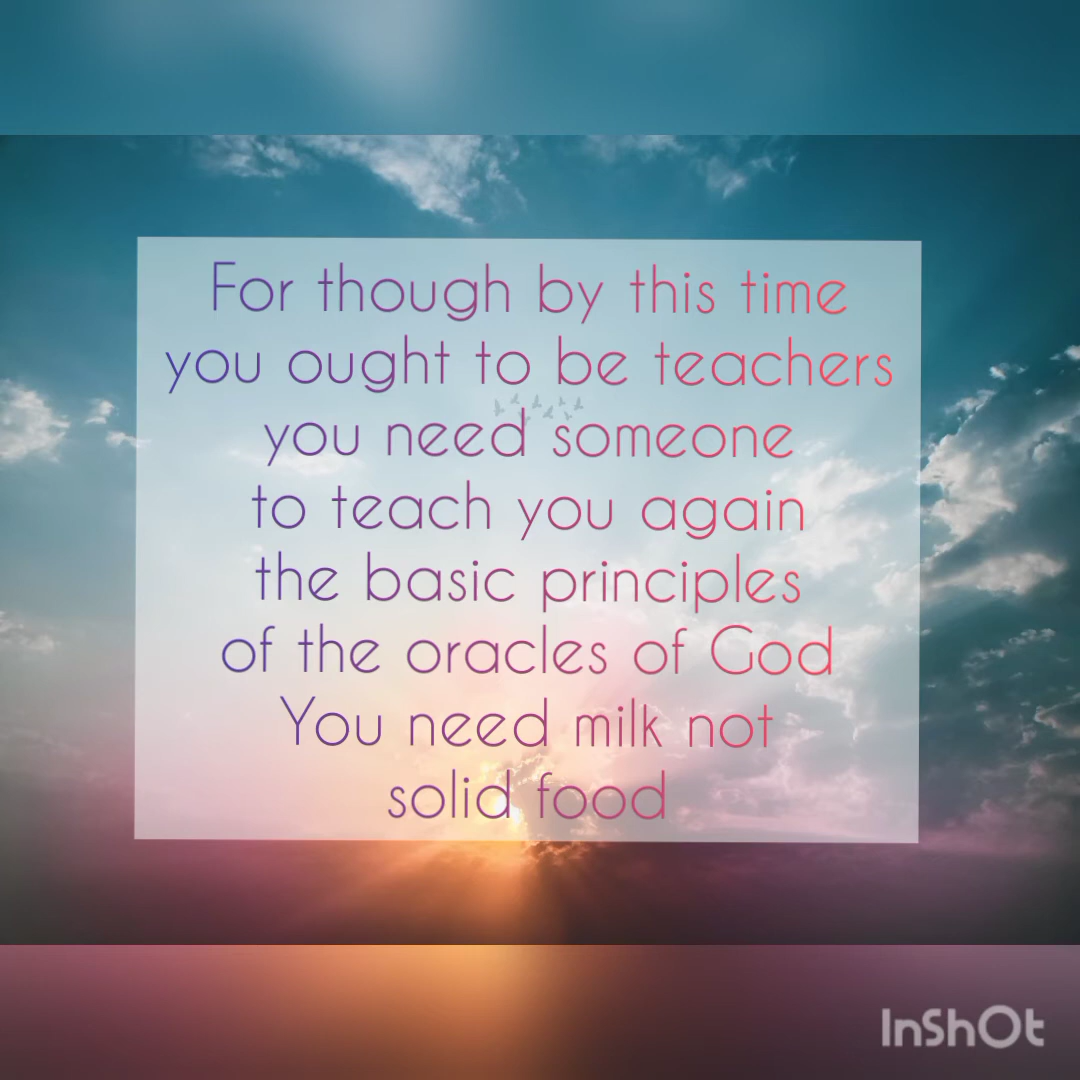 For though by this time
you ought to be teachers
you need someone
to teach you again
the basic principles
of the oracles of God
You need milk not
solid food
InShOt